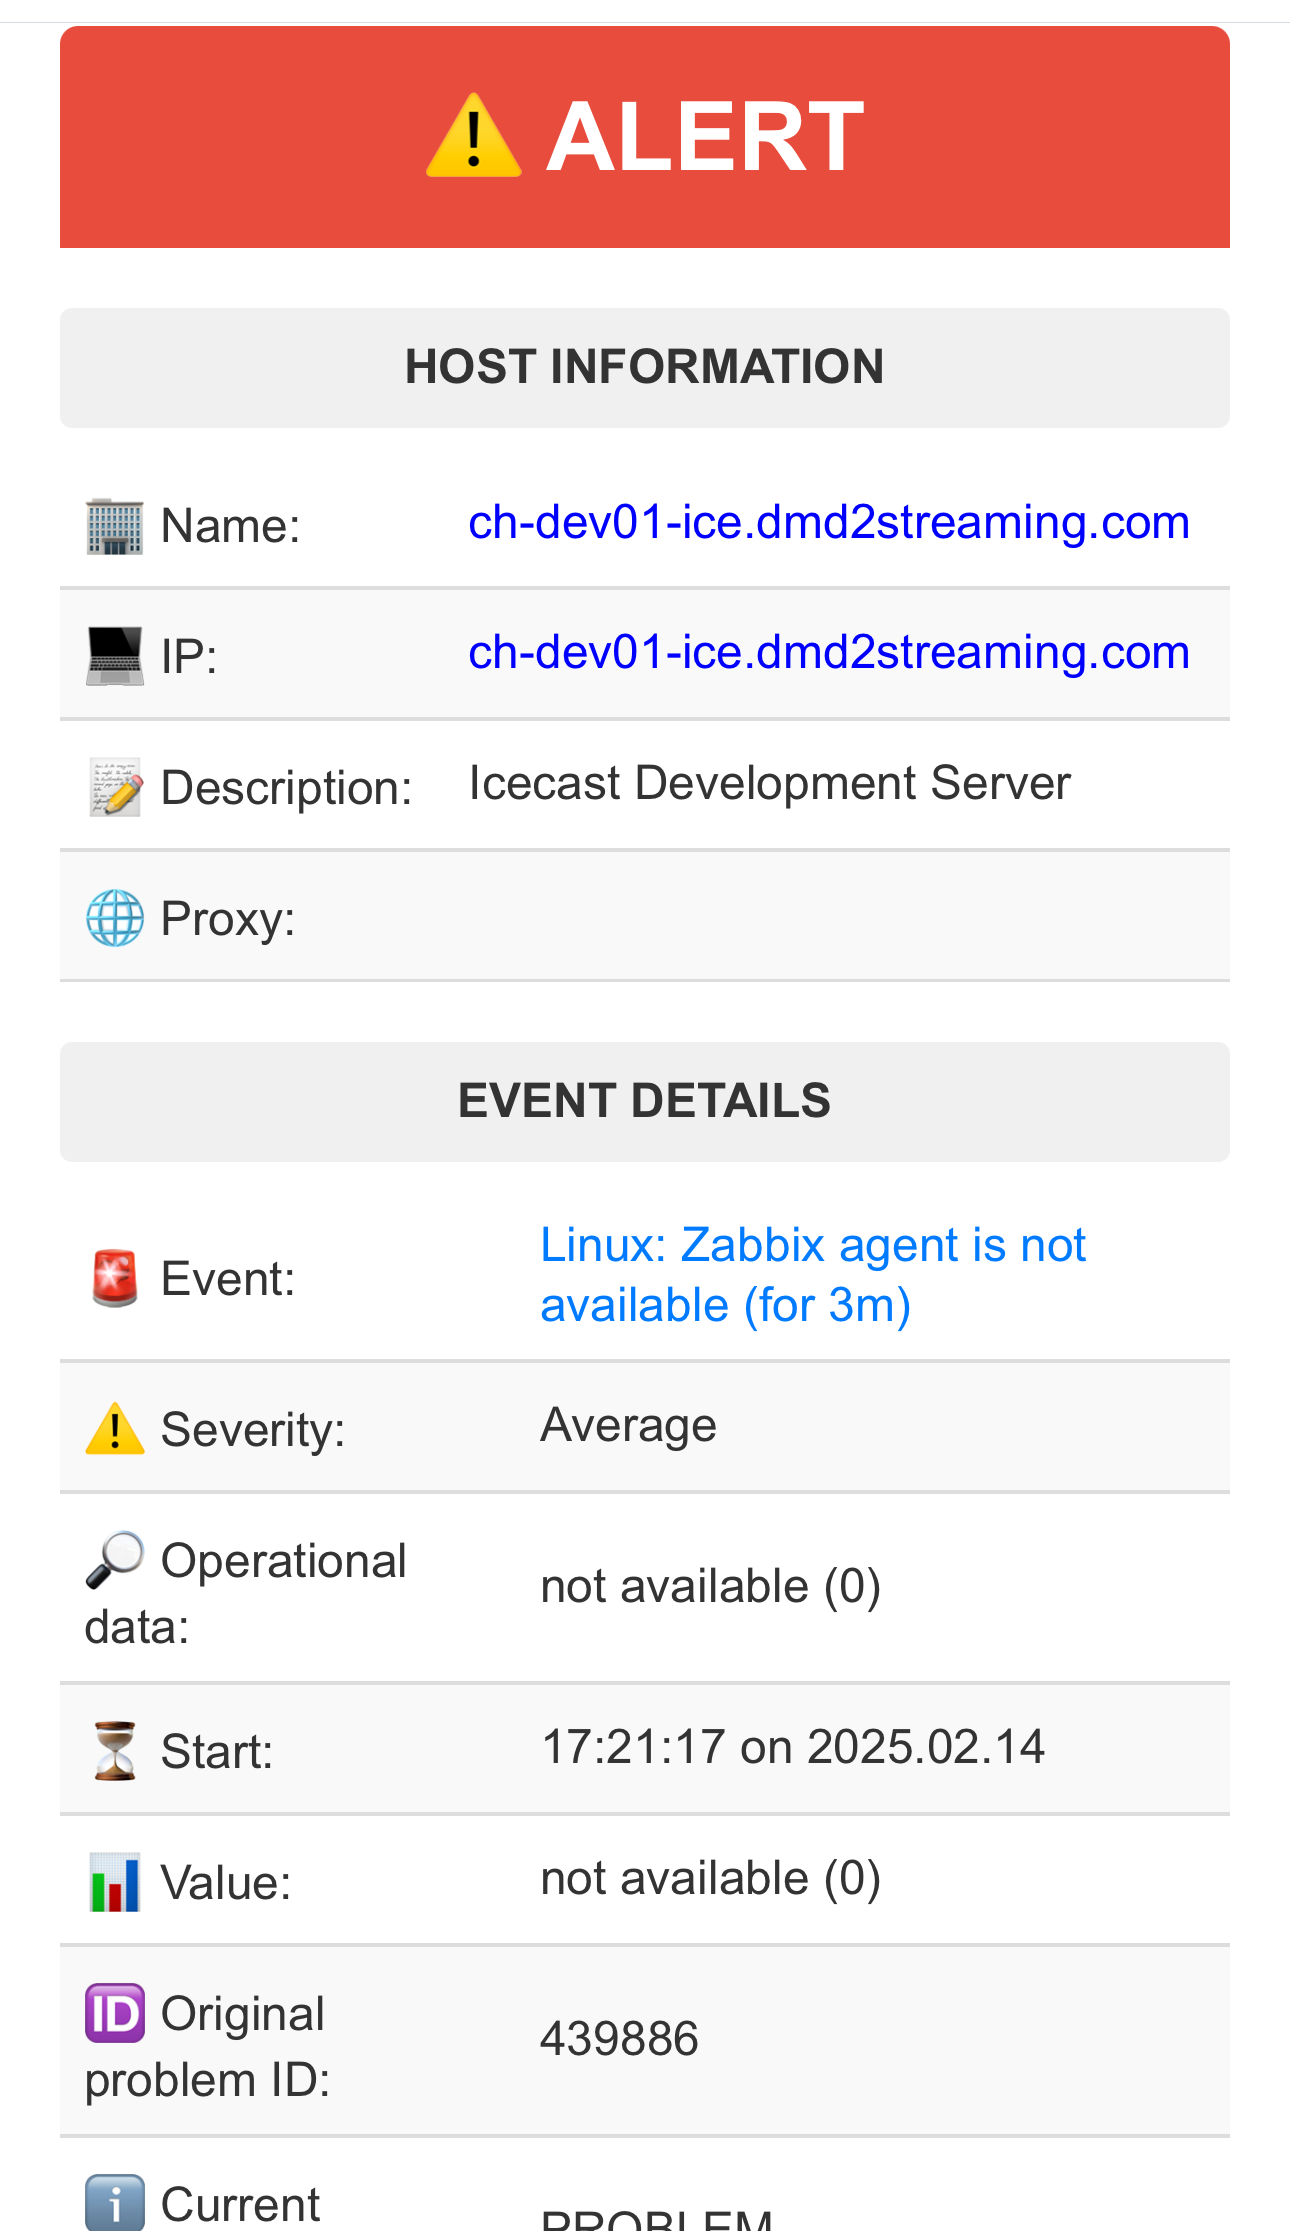 ALERT
HOST INFORMATION
Name: ch-dev01-ice.dmd2streaming.com
IP: ch-dev01-ice.dmd2streaming.com
Description: Icecast Development Server
Proxy:
EVENT DETAILS
Event: Linux: Zabbix agent is not
available (for 3m)
Severity: Average
Operational
data: not available (0)
Start: 17:21:17 on 2025.02.14
Value: not available (0)
ID Original
problem ID: 439886
Current
PROBLEM